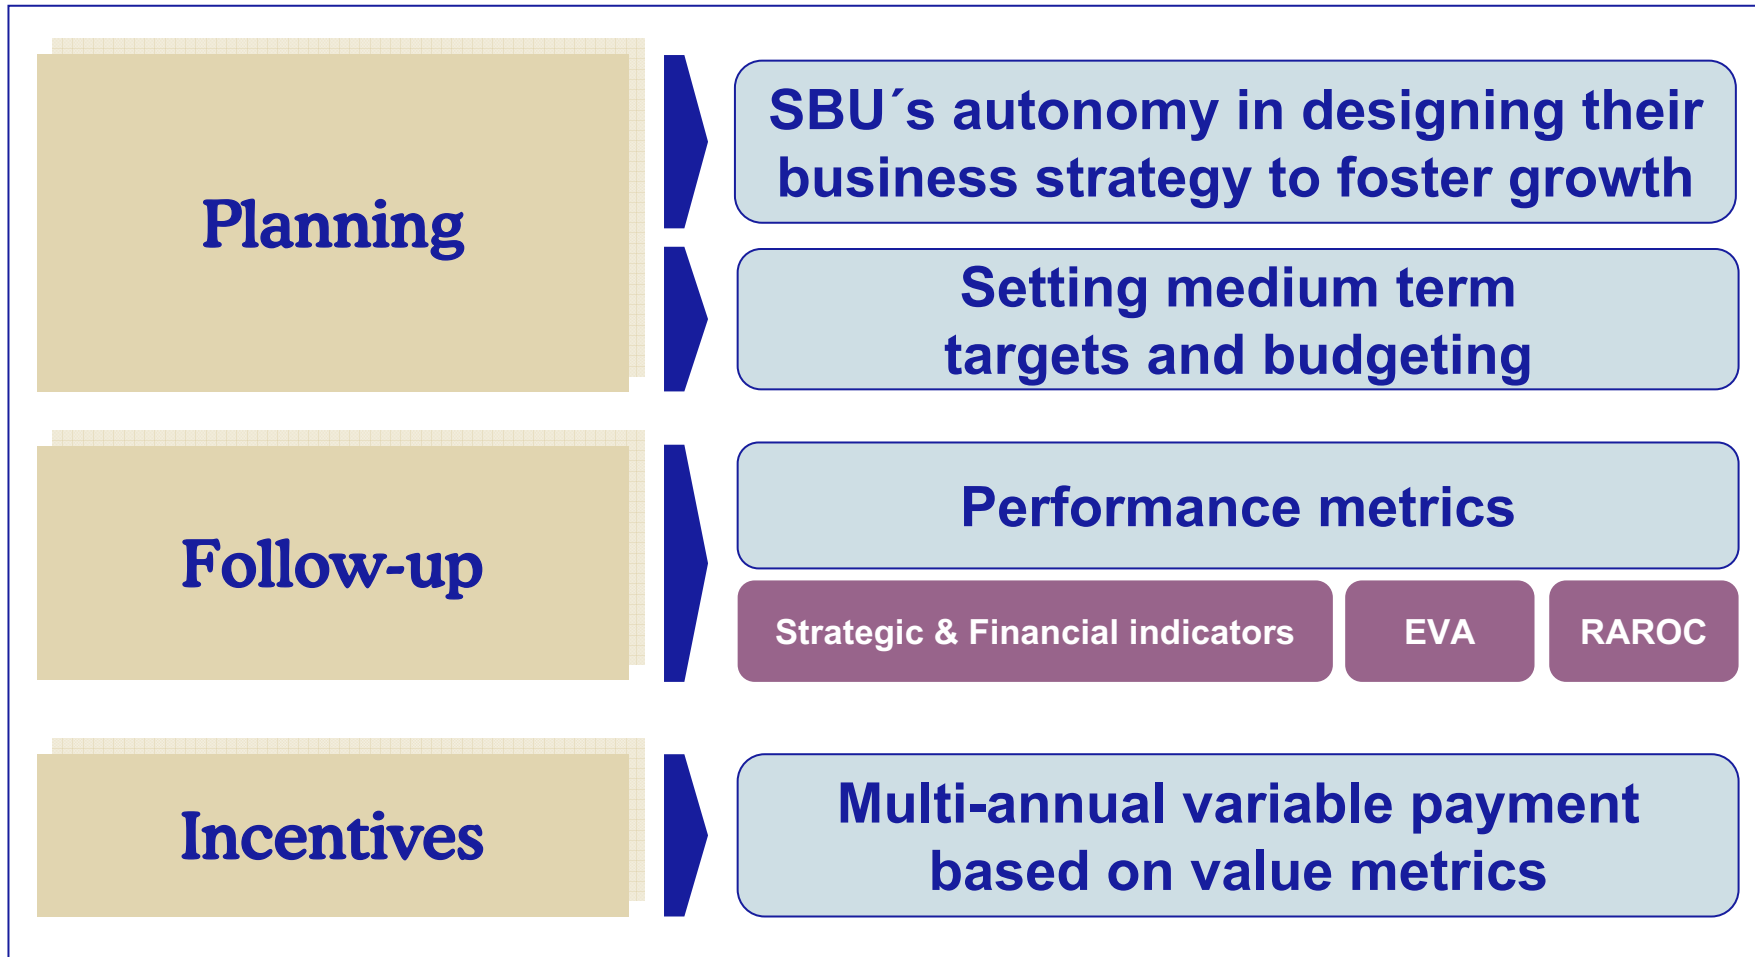 Planning
SBU´s autonomy in designing their
business strategy to foster growth
Setting medium term
targets and budgeting
Follow-up
Performance metrics
Strategic & Financial indicators
EVA
RAROC
Incentives
Multi-annual variable payment
based on value metrics